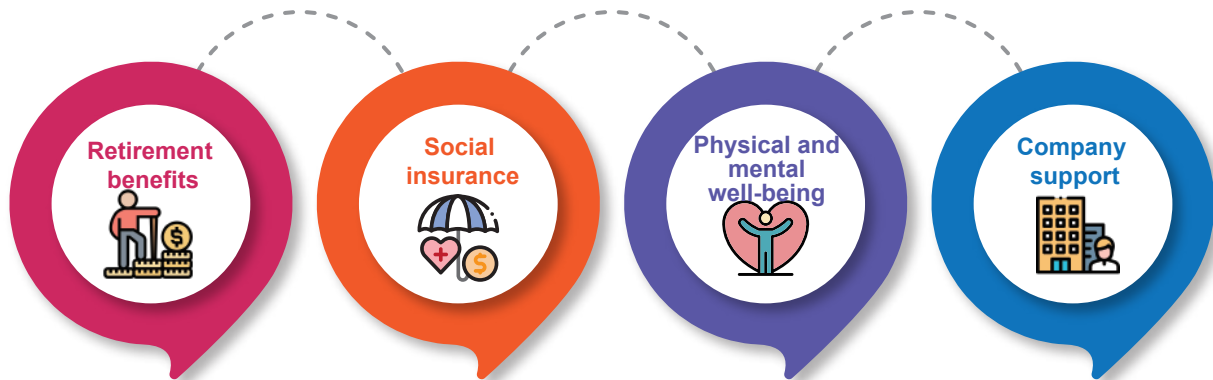 Retirement
benefits
Social
insurance
Physical and
mental
well-being
Company
support